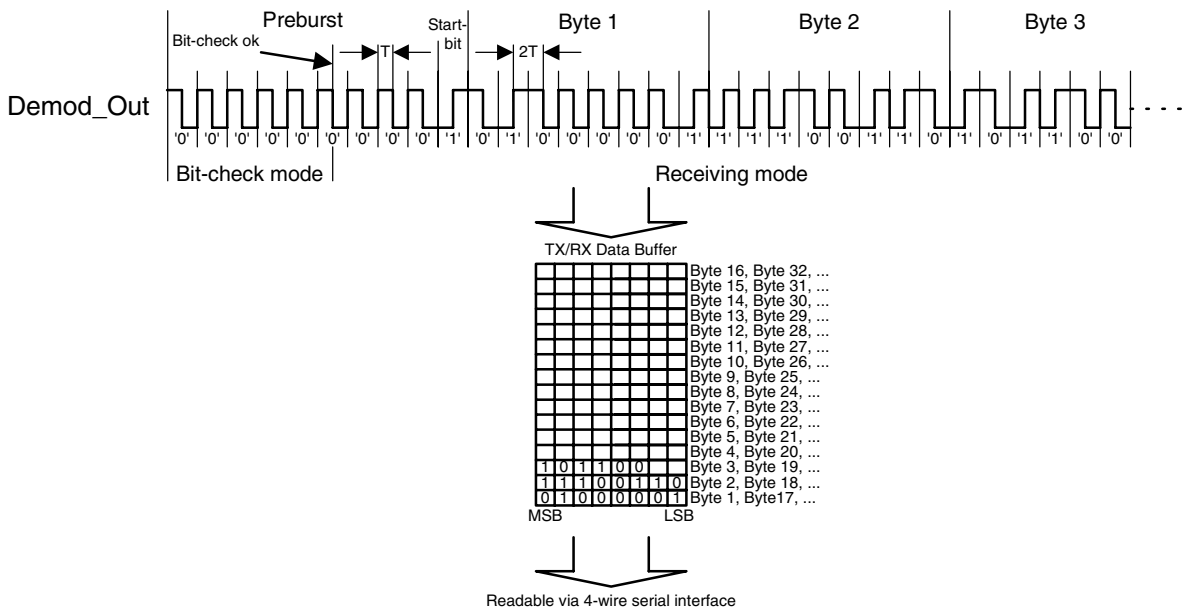 Preburst
Start-
bit
Byte 1
Byte 2
Byte 3
Bit-check ok
T
2T
Demod_Out
'0' '0' '0' '0' '0' '0' '0' '0' '0' '1' '0' '1' '0' '0' '0' '0' '0' '1' '1' '1' '1' '0' '0' '1' '1' '0' '1' '0' '1' '1' '0' '0'
Bit-check mode
Receiving mode
TX/RX Data Buffer
Byte 16, Byte 32, ...
Byte 15, Byte 31, ...
Byte 14, Byte 30, ...
Byte 13, Byte 29, ...
Byte 12, Byte 28, ...
Byte 11, Byte 27, ...
Byte 10, Byte 26, ...
Byte 9, Byte 25, ...
Byte 8, Byte 24, ...
Byte 7, Byte 23, ...
Byte 6, Byte 22, ...
Byte 5, Byte 21, ...
Byte 4, Byte 20, ...
1 0 1 1 0 0 Byte 3, Byte 19, ...
1 1 1 0 0 1 1 0 Byte 2, Byte 18, ...
0 1 0 0 0 0 0 1 Byte 1, Byte17, ...
MSB LSB
Readable via 4-wire serial interface